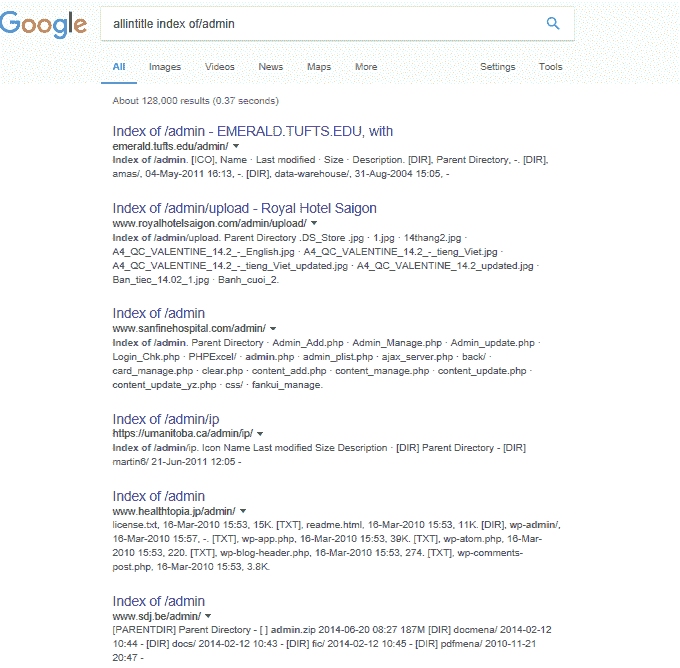 Google
allintitle index of/admin
All Images Videos News Maps More Settings Tools
About 128,000 results (0.37 seconds)
Index of /admin - EMERALD.TUFTS.EDU, with
emerald.tufts.edu/admin/
Index of /admin. [ICO], Name · Last modified · Size · Description. [DIR], Parent Directory, -. [DIR],
amas/, 04-May-2011 16:13, -. [DIR], data-warehouse/, 31-Aug-2004 15:05, -
Index of /admin/upload - Royal Hotel Saigon
www.royalhotelsaigon.com/admin/upload/
Index of /admin/upload. Parent Directory .DS_Store .jpg · 1.jpg · 14thang2.jpg ·
A4_QC_VALENTINE_14.2_-_English.jpg · A4_QC_VALENTINE_14.2_-_tieng_Viet.jpg ·
A4_QC_VALENTINE_14.2_-_tieng_Viet_updated.jpg · A4_QC_VALENTINE_14.2_updated.jpg ·
Ban_tiec_14.02_1.jpg · Banh_cuoi_2.
Index of /admin
www.sanfinehospital.com/admin/
Index of /admin. Parent Directory · Admin_Add.php · Admin_Manage.php · Admin_update.php ·
Login_Chk.php · PHPExcel/ · admin.php · admin_plist.php · ajax_server.php · back/ ·
card_manage.php · clear.php · content_add.php · content_manage.php · content_update.php ·
content_update_yz.php · css/ · fankui_manage.
Index of /admin/ip
https://umanitoba.ca/admin/ip/
Index of /admin/ip. Icon Name Last modified Size Description · [DIR] Parent Directory - [DIR]
martin6/ 21-Jun-2011 12:05 -
Index of /admin
www.healthtopia.jp/admin/
license.txt, 16-Mar-2010 15:53, 15K. [TXT], readme.html, 16-Mar-2010 15:53, 11K. [DIR], wp-admin/,
16-Mar-2010 15:57, -. [TXT], wp-app.php, 16-Mar-2010 15:53, 39K. [TXT], wp-atom.php, 16-Mar-
2010 15:53, 220. [TXT], wp-blog-header.php, 16-Mar-2010 15:53, 274. [TXT], wp-comments-
post.php, 16-Mar-2010 15:53, 3.8K.
Index of /admin
www.sdj.be/admin/
[PARENTDIR] Parent Directory - [ ] admin.zip 2014-06-20 08:27 187M [DIR] docmena/ 2014-02-12
10:44 - [DIR] docs/ 2014-02-12 10:43 - [DIR] fic/ 2014-02-12 10:45 - [DIR] pdfmena/ 2010-11-21
20:47 -